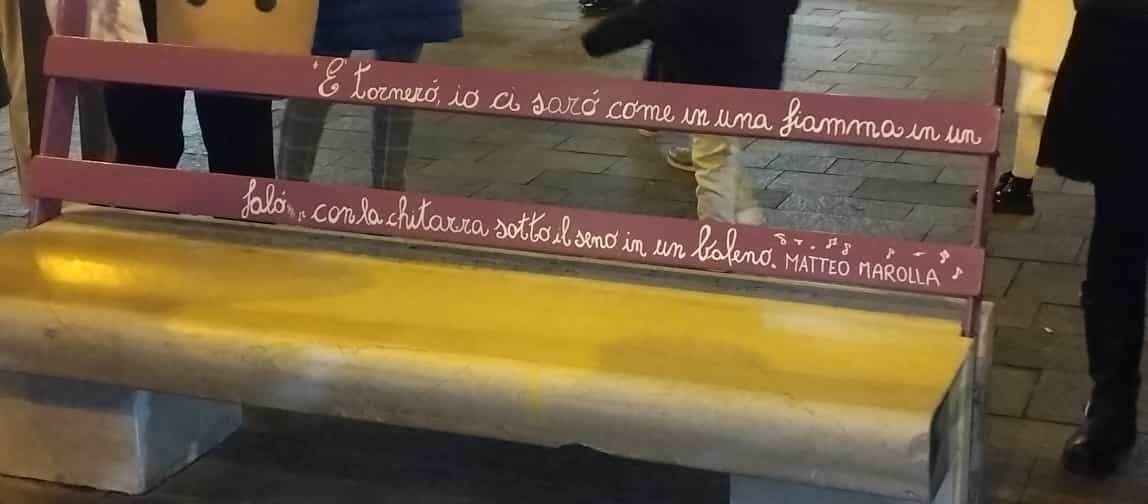 "E' tornerò, io ci sarò come in una fiamma in un
falò... con la chitarra sotto il seno in un baleno. MATTEO MAROLLA